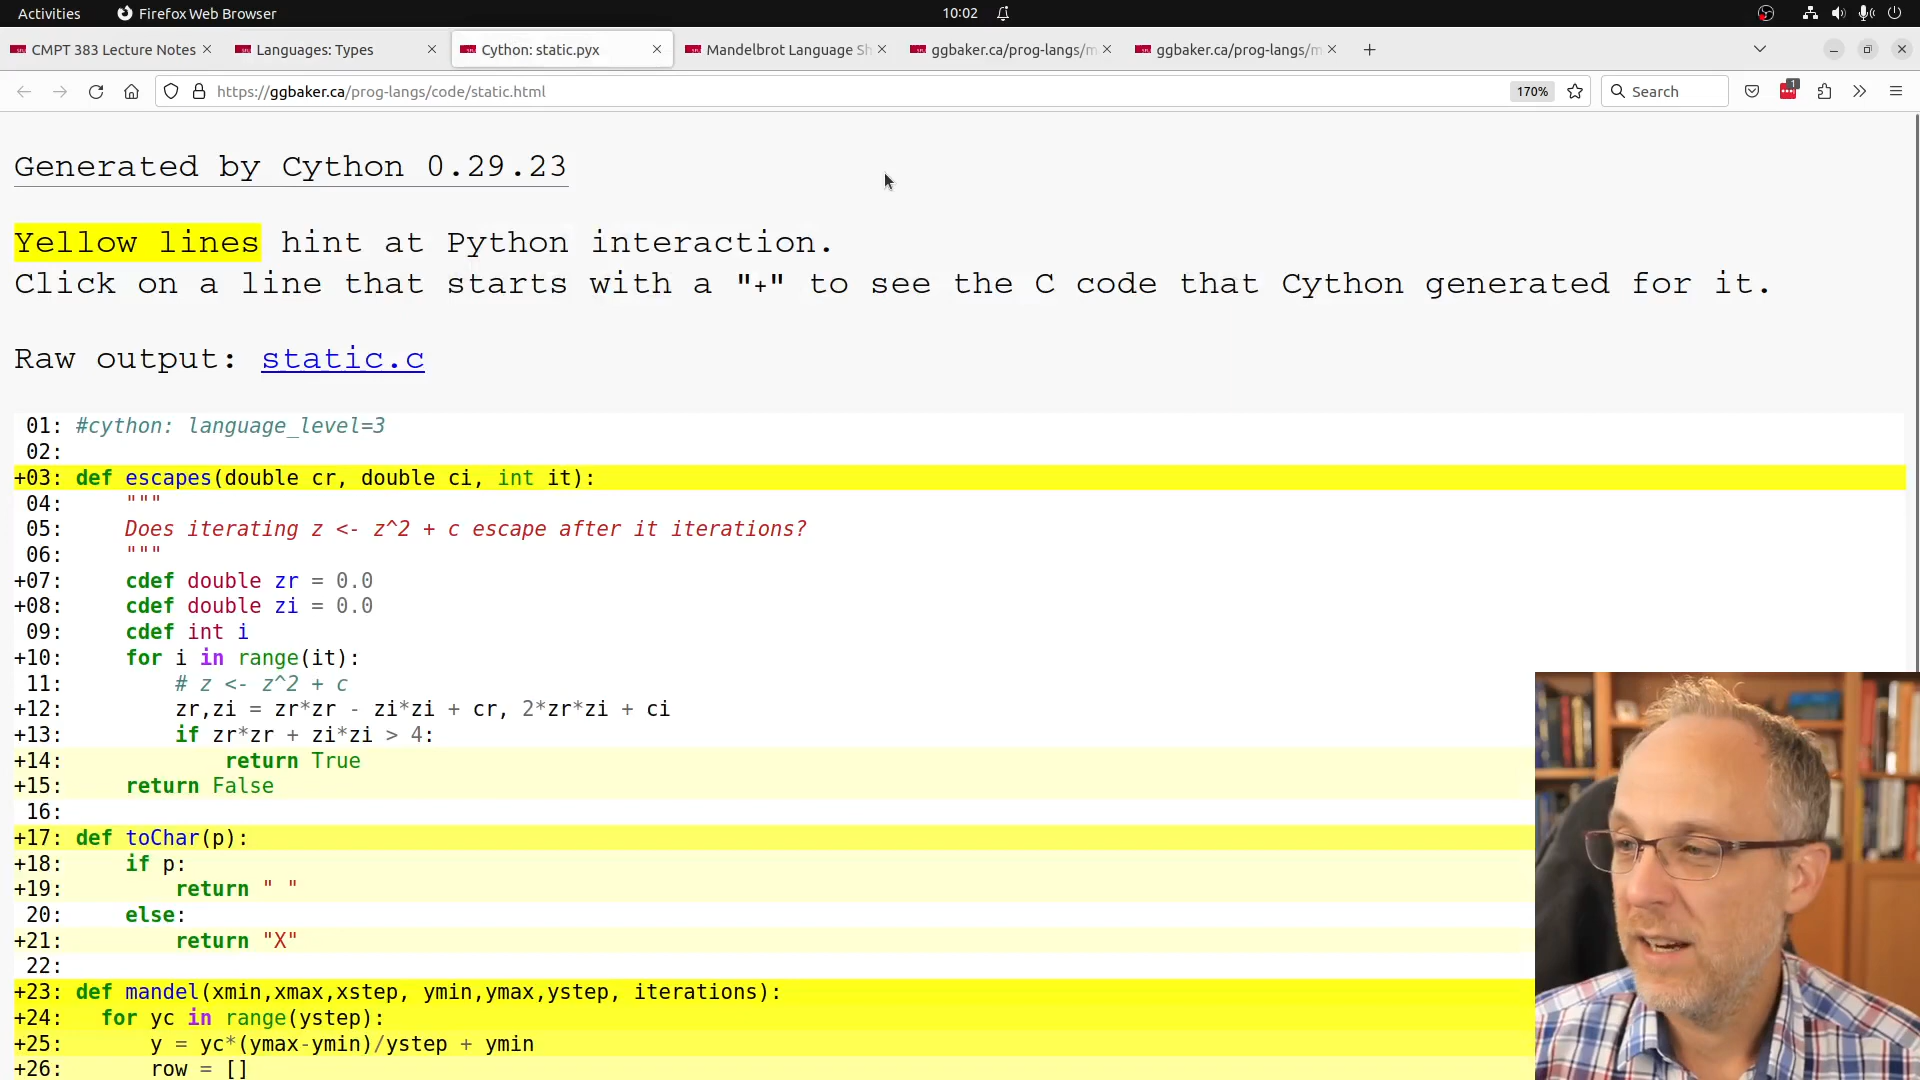 Activities
Firefox Web Browser
10:02
CMPT 383 Lecture Notes
Languages: Types
Cython: static.pyx
Mandelbrot Language Sh
ggbaker.ca/prog-langs/m
ggbaker.ca/prog-langs/m
https://ggbaker.ca/prog-langs/code/static.html
170%
Search
1
Generated by Cython 0.29.23
Yellow lines hint at Python interaction.
Click on a line that starts with a "+" to see the C code that Cython generated for it.
Raw output: static.c
01: #cython: language_level=3
02:
+03: def escapes(double cr, double ci, int it):
04:     """
05:     Does iterating z <- z^2 + c escape after it iterations?
06:     """
+07:     cdef double zr = 0.0
+08:     cdef double zi = 0.0
09:     cdef int i
+10:     for i in range(it):
11:         # z <- z^2 + c
+12:         zr,zi = zr*zr - zi*zi + cr, 2*zr*zi + ci
+13:         if zr*zr + zi*zi > 4:
+14:             return True
+15:     return False
16:
+17: def toChar(p):
+18:     if p:
+19:         return " "
20:     else:
+21:         return "X"
22:
+23: def mandel(xmin,xmax,xstep, ymin,ymax,ystep, iterations):
+24:   for yc in range(ystep):
+25:       y = yc*(ymax-ymin)/ystep + ymin
+26:       row = []